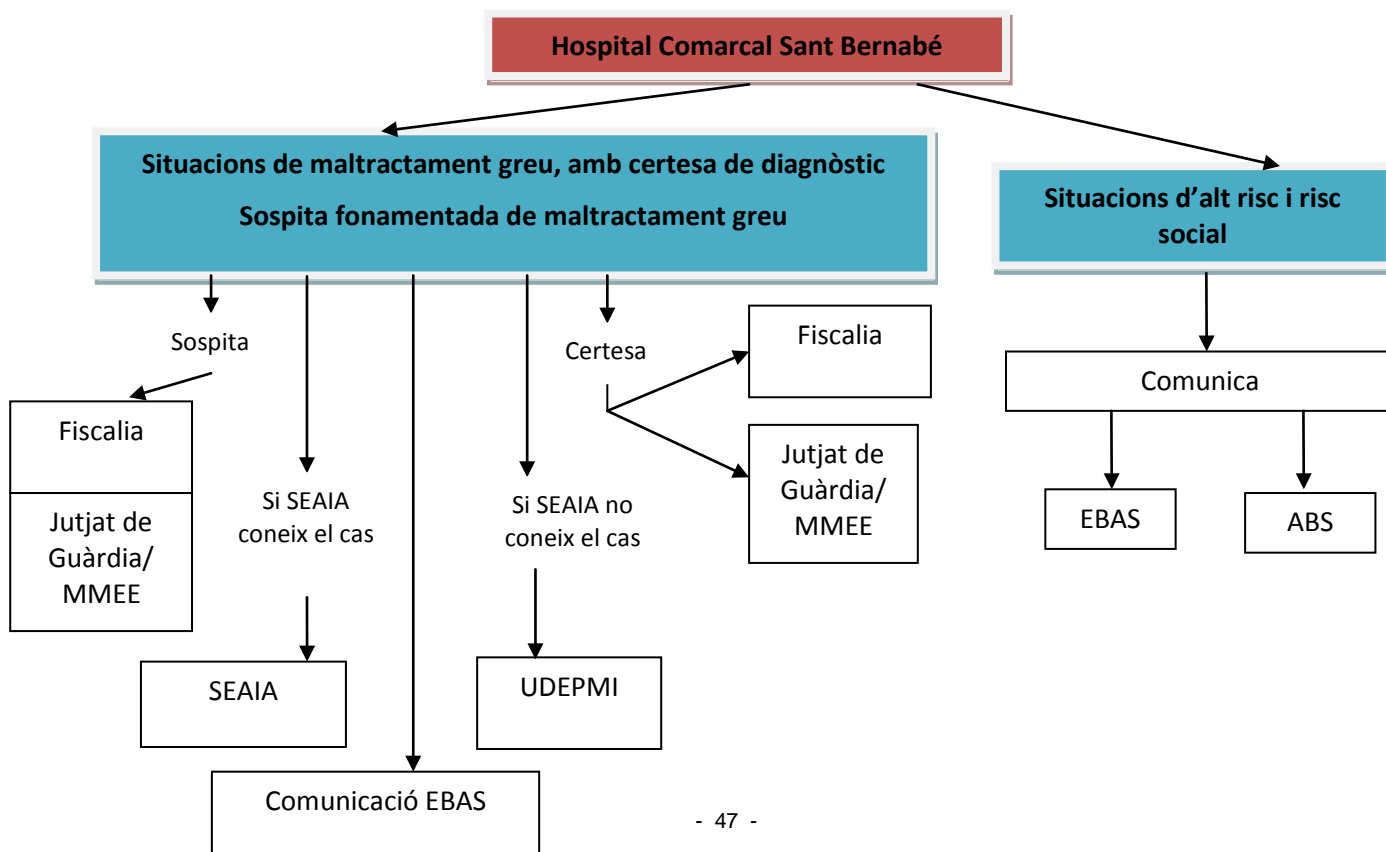 Hospital Comarcal Sant Bernabé
Situacions de maltractament greu, amb certesa de diagnòstic
Sospita fonamentada de maltractament greu
Situacions d’alt risc i risc
social
Sospita
Certesa
Fiscalia
Comunica
Fiscalia
Jutjat de
Guàrdia/
MMEE
Si SEAIA
coneix el cas
Si SEAIA no
coneix el cas
Jutjat de
Guàrdia/
MMEE
EBAS
ABS
SEAIA
UDEPMI
Comunicació EBAS
- 47 -